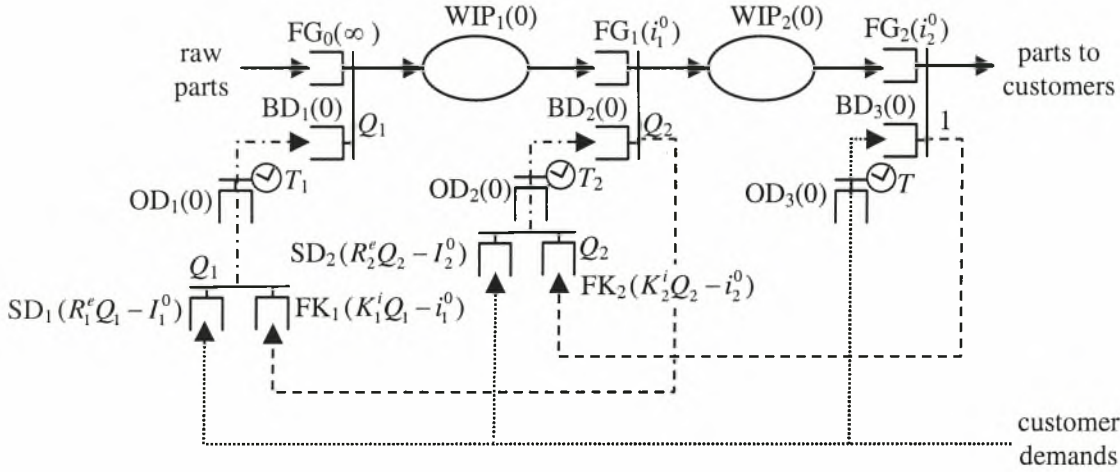 WIP₁(0)
WIP₂(0)
raw
parts
FG₀(∞)
FG₁(i₁⁰)
FG₂(i₂⁰)
parts to
customers
BD₁(0)
Q₁
BD₂(0)
Q₂
BD₃(0)
1
OD₁(0)
T₁
OD₂(0)
T₂
OD₃(0)
T
SD₂(R₂ᵉQ₂ − I₂⁰)
Q₂
FK₂(K₂ⁱQ₂ − i₂⁰)
Q₁
SD₁(R₁ᵉQ₁ − I₁⁰)
FK₁(K₁ⁱQ₁ − i₁⁰)
customer
demands